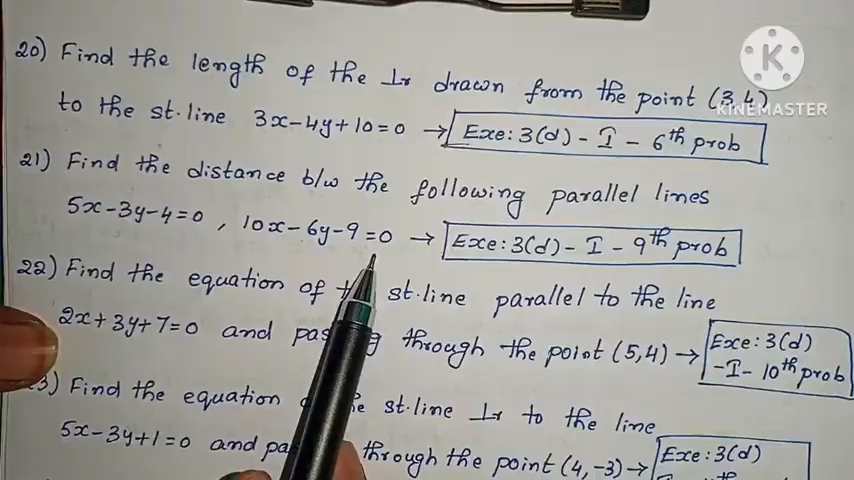 20) Find the length of the ⊥r drawn from the point (3,4)
to the st.line 3x-4y+10=0 → Exe: 3(d) - I - 6th prob
21) Find the distance b/w the following parallel lines
5x-3y-4=0 , 10x-6y-9=0 → Exe: 3(d) - I - 9th prob
22) Find the equation of st.line parallel to the line
2x+3y+7=0 and through the point (5,4) → Exe: 3(d)
-I- 10th prob
3) Find the equation st.line ⊥r to the line
5x-3y+1=0 and through the point (4,-3) → Exe: 3(d)
K
KINEMASTER